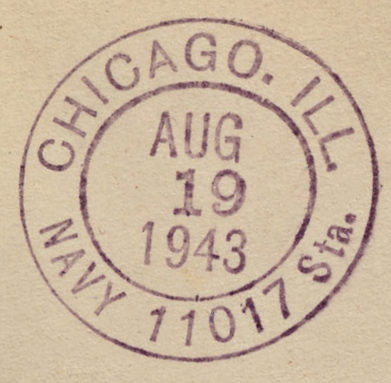 CHICAGO. ILL.
AUG
19
1943
NAVY 11017 Sta.